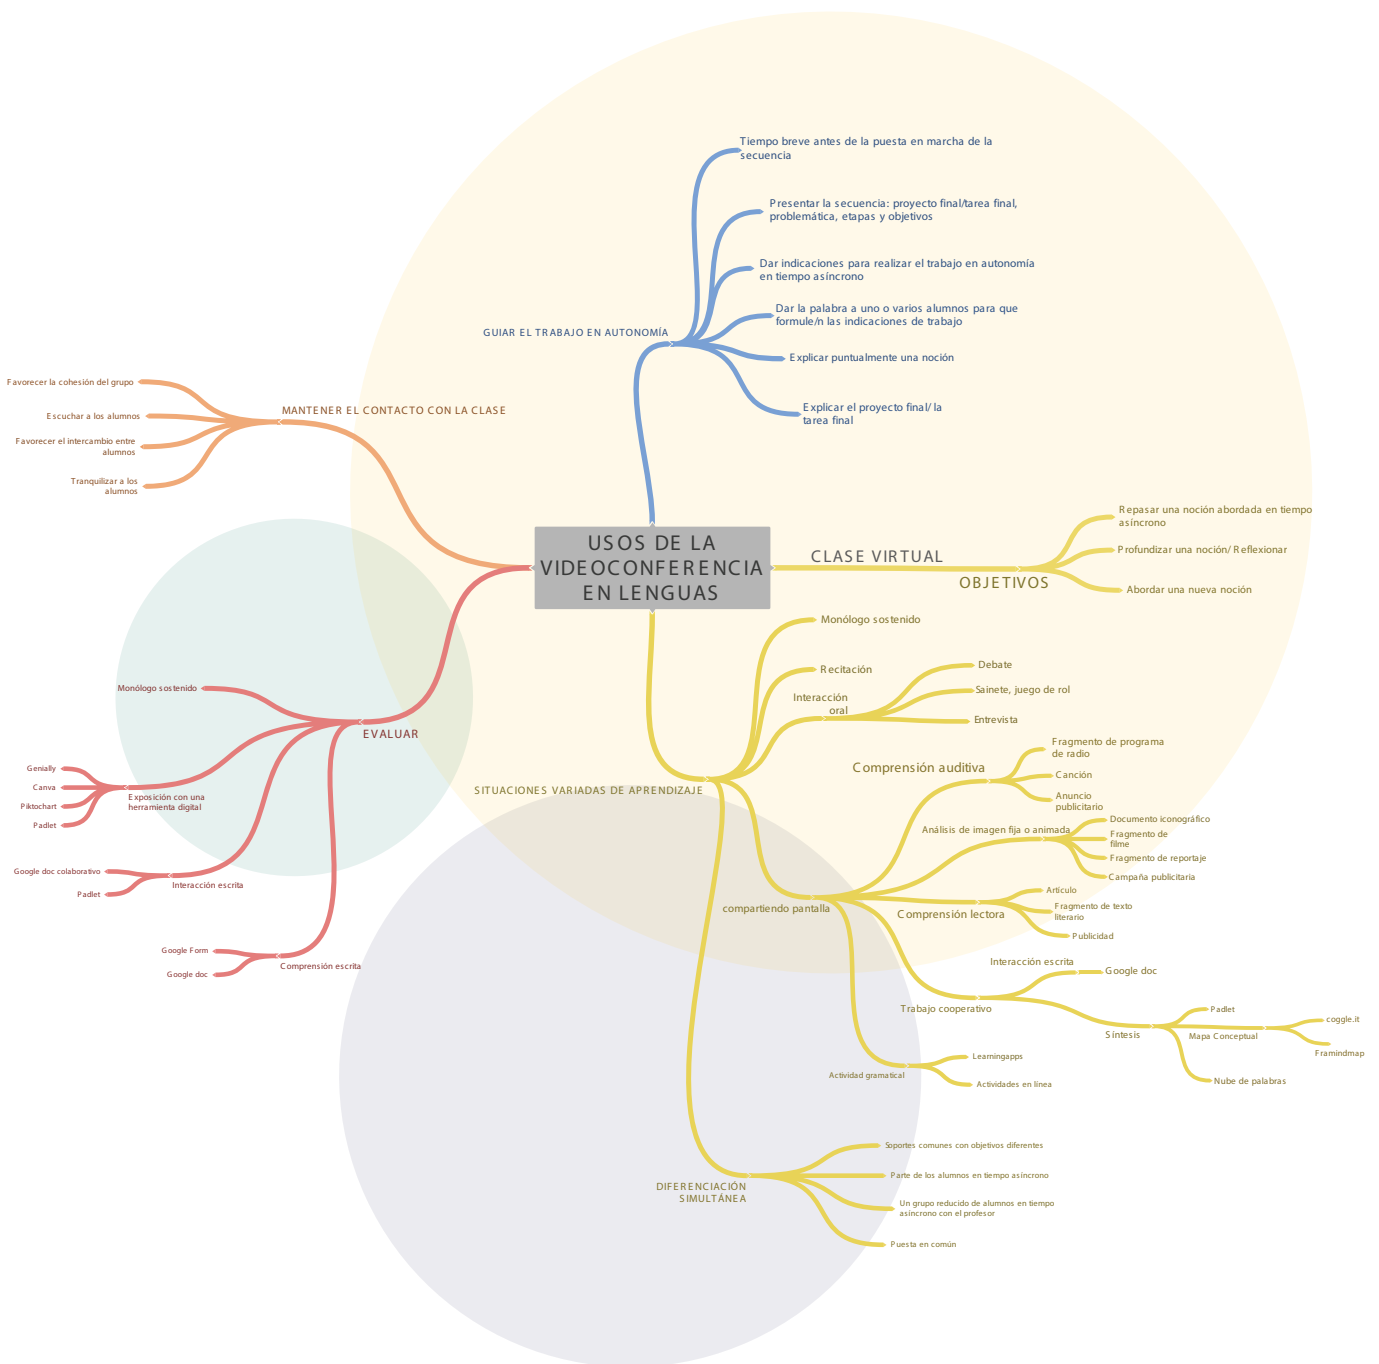 USOS DE LA
VIDEOCONFERENCIA
EN LENGUAS
GUIAR EL TRABAJO EN AUTONOMÍA
Tiempo breve antes de la puesta en marcha de la
secuencia
Presentar la secuencia: proyecto final/tarea final,
problemática, etapas y objetivos
Dar indicaciones para realizar el trabajo en autonomía
en tiempo asíncrono
Dar la palabra a uno o varios alumnos para que
formule/n las indicaciones de trabajo
Explicar puntualmente una noción
Explicar el proyecto final/ la
tarea final
MANTENER EL CONTACTO CON LA CLASE
Favorecer la cohesión del grupo
Escuchar a los alumnos
Favorecer el intercambio entre
alumnos
Tranquilizar a los
alumnos
CLASE VIRTUAL
OBJETIVOS
Repasar una noción abordada en tiempo
asíncrono
Profundizar una noción/ Reflexionar
Abordar una nueva noción
EVALUAR
Monólogo sostenido
Exposición con una
herramienta digital
Genially
Canva
Piktochart
Padlet
Interacción escrita
Google doc colaborativo
Padlet
Comprensión escrita
Google Form
Google doc
SITUACIONES VARIADAS DE APRENDIZAJE
Monólogo sostenido
Recitación
Interacción
oral
Debate
Sainete, juego de rol
Entrevista
compartiendo pantalla
Comprensión auditiva
Fragmento de programa
de radio
Canción
Anuncio
publicitario
Análisis de imagen fija o animada
Documento iconográfico
Fragmento de
filme
Fragmento de reportaje
Campaña publicitaria
Comprensión lectora
Artículo
Fragmento de texto
literario
Publicidad
Trabajo cooperativo
Interacción escrita
Google doc
Síntesis
Padlet
Mapa Conceptual
coggle.it
Framindmap
Nube de palabras
Actividad gramatical
Learningapps
Actividades en línea
DIFERENCIACIÓN
SIMULTÁNEA
Soportes comunes con objetivos diferentes
Parte de los alumnos en tiempo asíncrono
Un grupo reducido de alumnos en tiempo
asíncrono con el profesor
Puesta en común